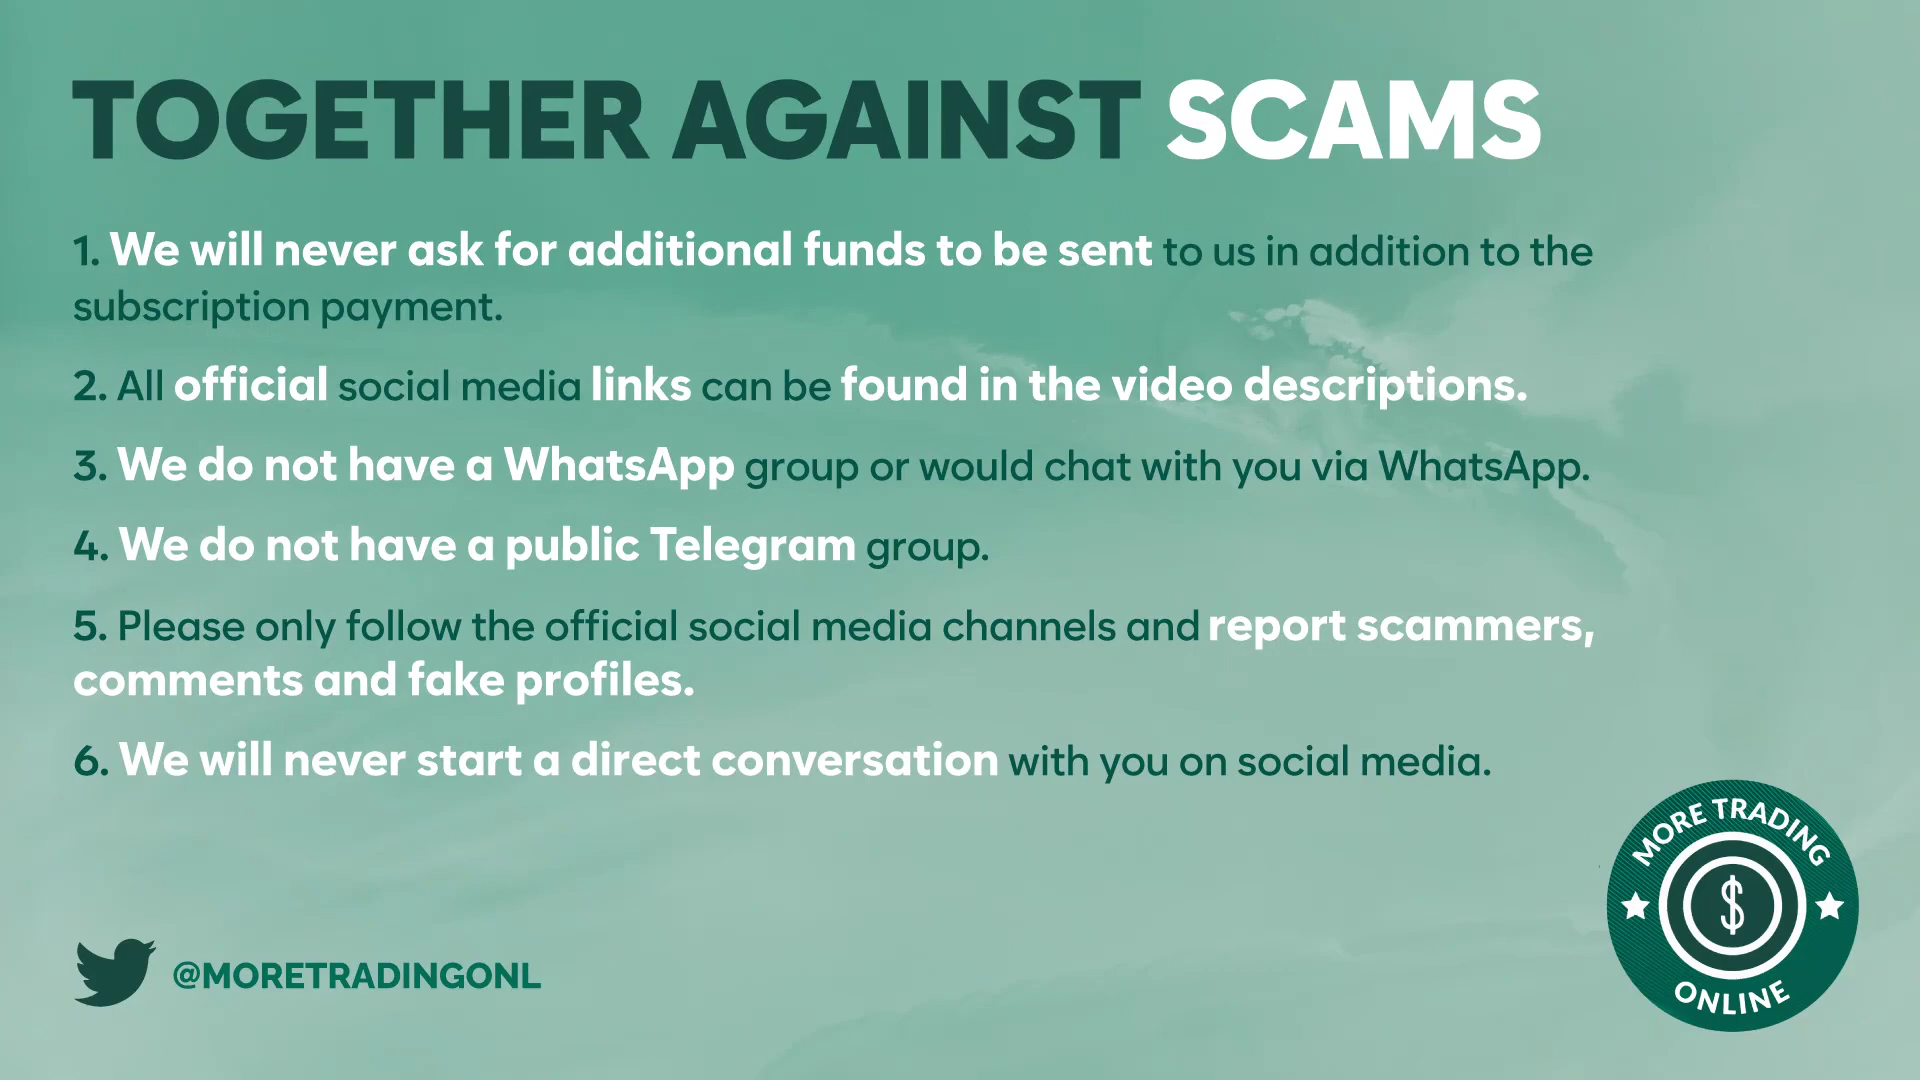 TOGETHER AGAINST SCAMS
1. We will never ask for additional funds to be sent to us in addition to the
subscription payment.
2. All official social media links can be found in the video descriptions.
3. We do not have a WhatsApp group or would chat with you via WhatsApp.
4. We do not have a public Telegram group.
5. Please only follow the official social media channels and report scammers,
comments and fake profiles.
6. We will never start a direct conversation with you on social media.
MORE TRADING
$
ONLINE
@MORETRADINGONL